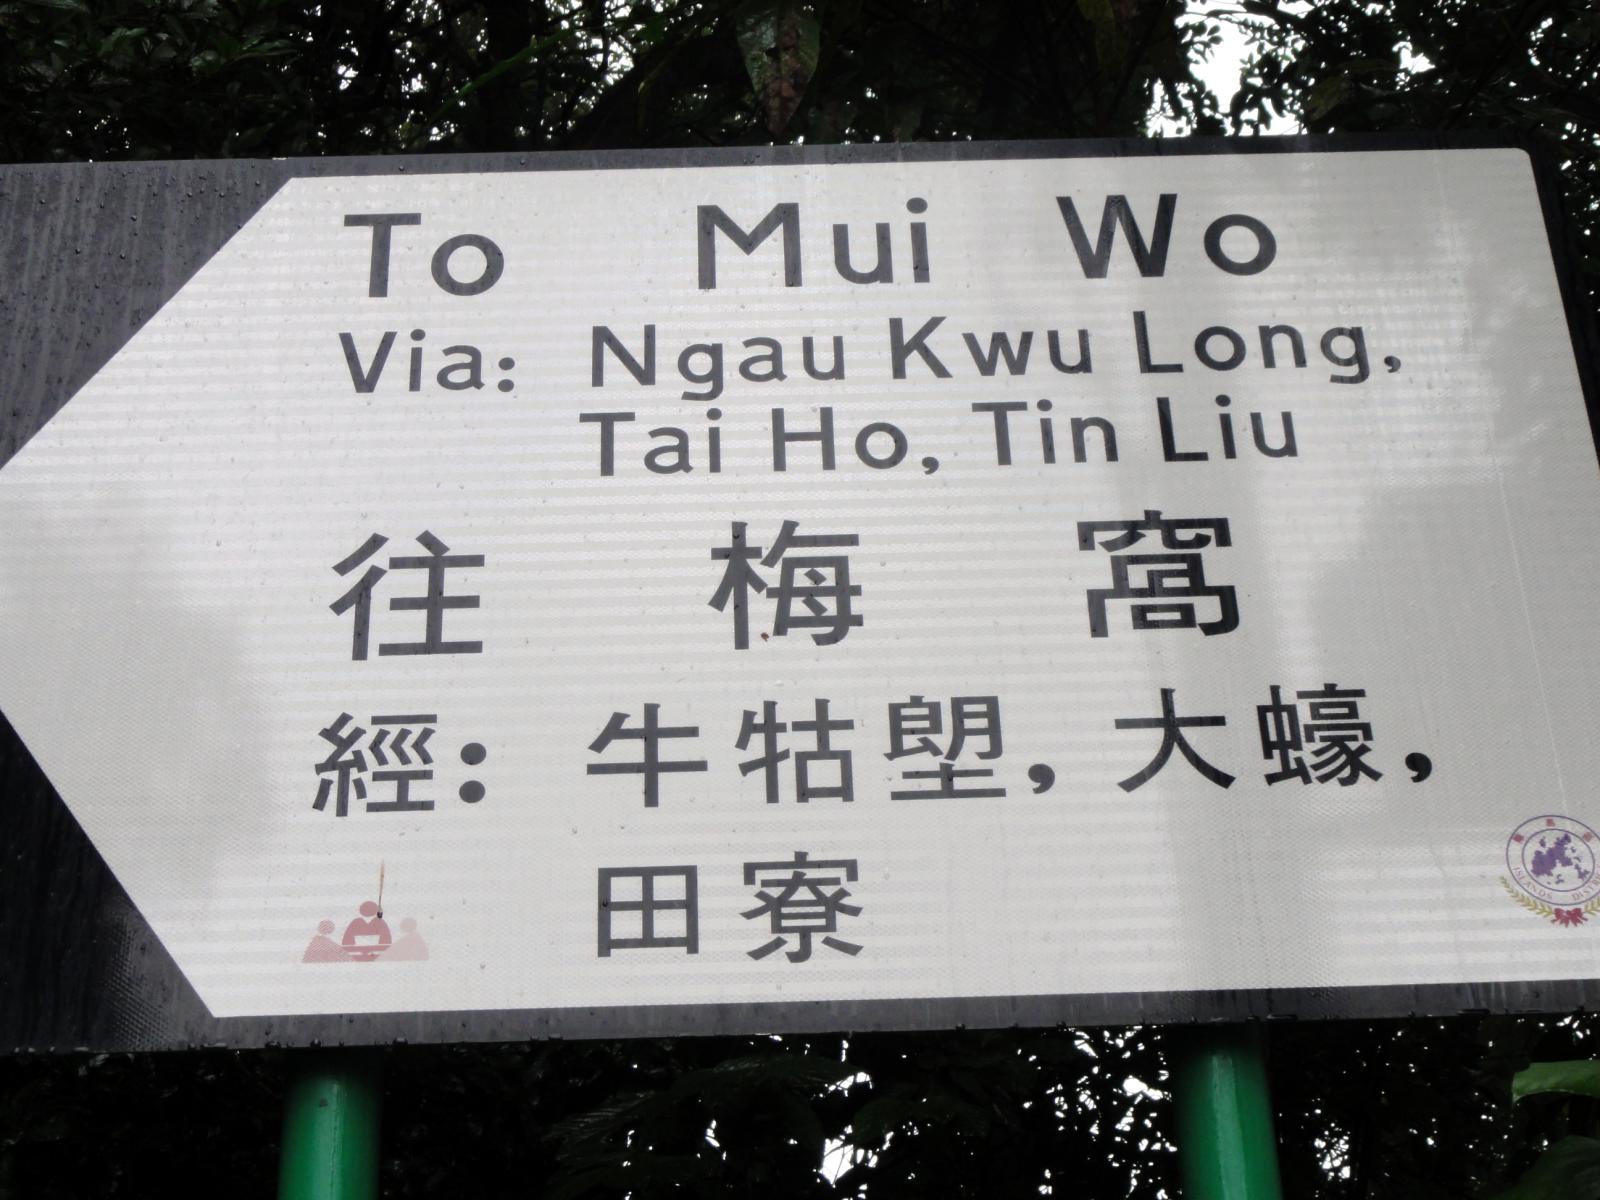 To Mui Wo
Via: Ngau Kwu Long,
Tai Ho, Tin Liu
往 梅 窩
經：牛牯塱，大蠔，
田寮